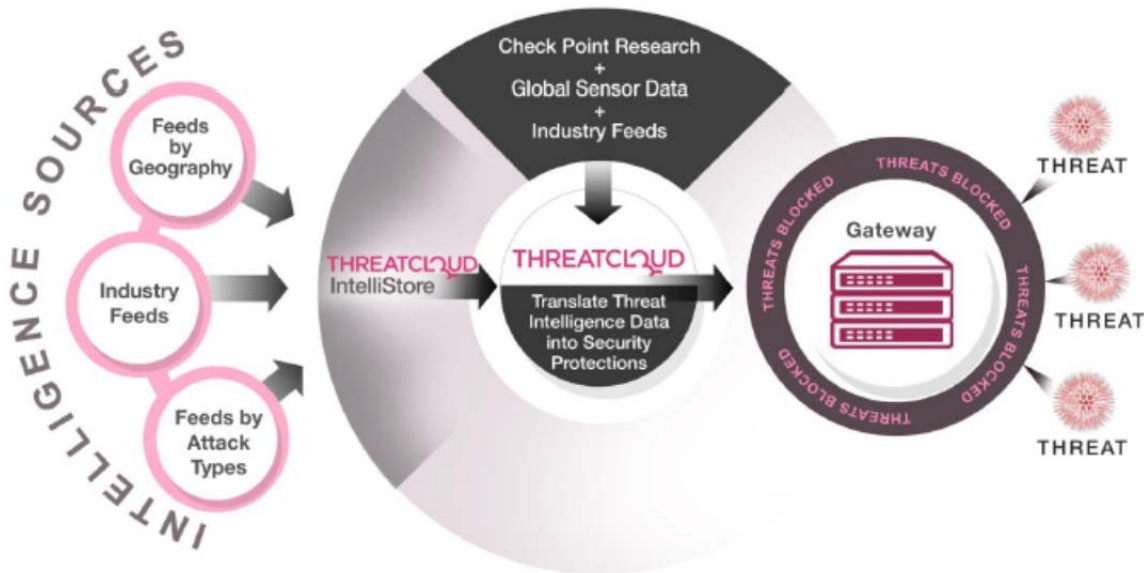 INTELLIGENCE SOURCES
Feeds
by
Geography
Industry
Feeds
Feeds by
Attack
Types
THREATCLOUD
IntelliStore
Check Point Research
+
Global Sensor Data
+
Industry Feeds
THREATCLOUD
Translate Threat
Intelligence Data
into Security
Protections
Gateway
THREATS BLOCKED
THREATS BLOCKED
THREATS BLOCKED
THREATS BLOCKED
THREAT
THREAT
THREAT